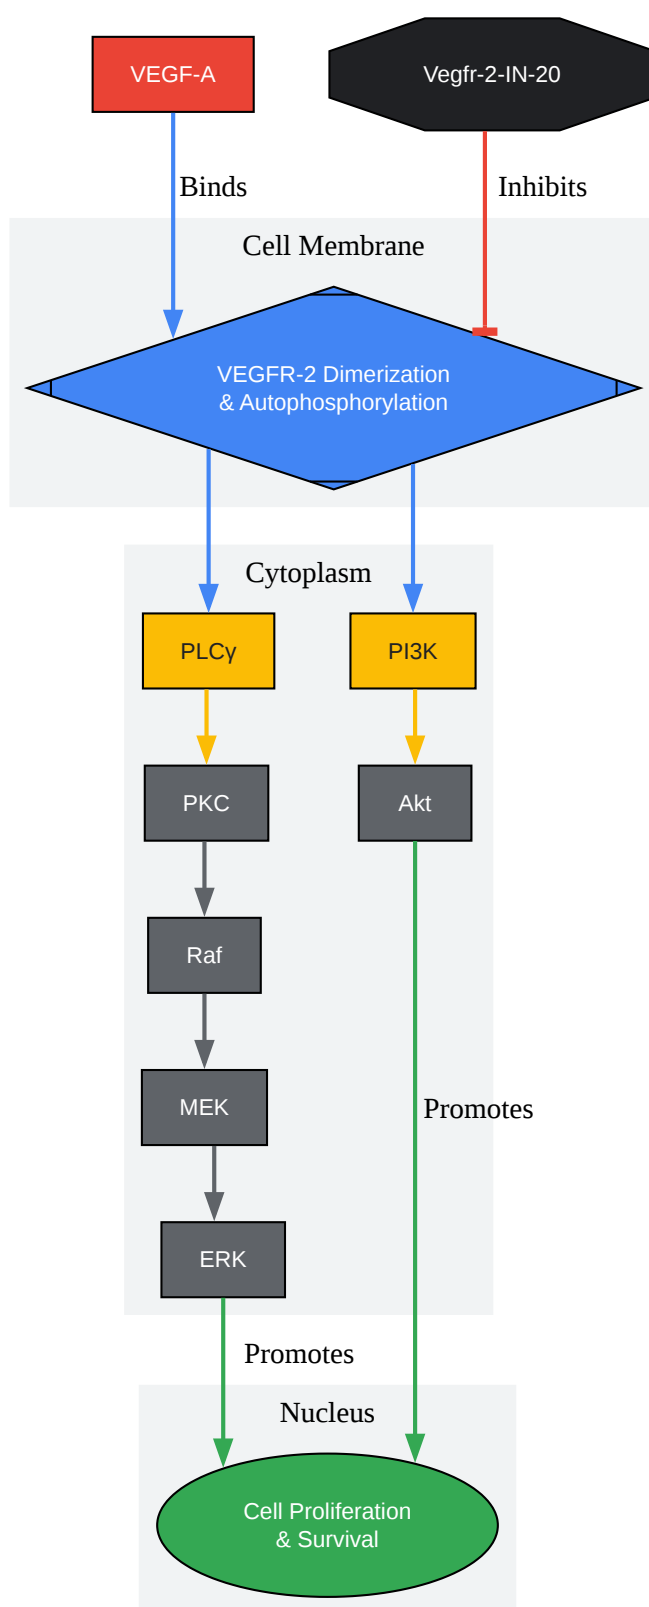 VEGF-A
Vegfr-2-IN-20
Binds
Inhibits
Cell Membrane
VEGFR-2 Dimerization
& Autophosphorylation
Cytoplasm
PLCγ
PI3K
PKC
Akt
Raf
MEK
Promotes
ERK
Promotes
Nucleus
Cell Proliferation
& Survival